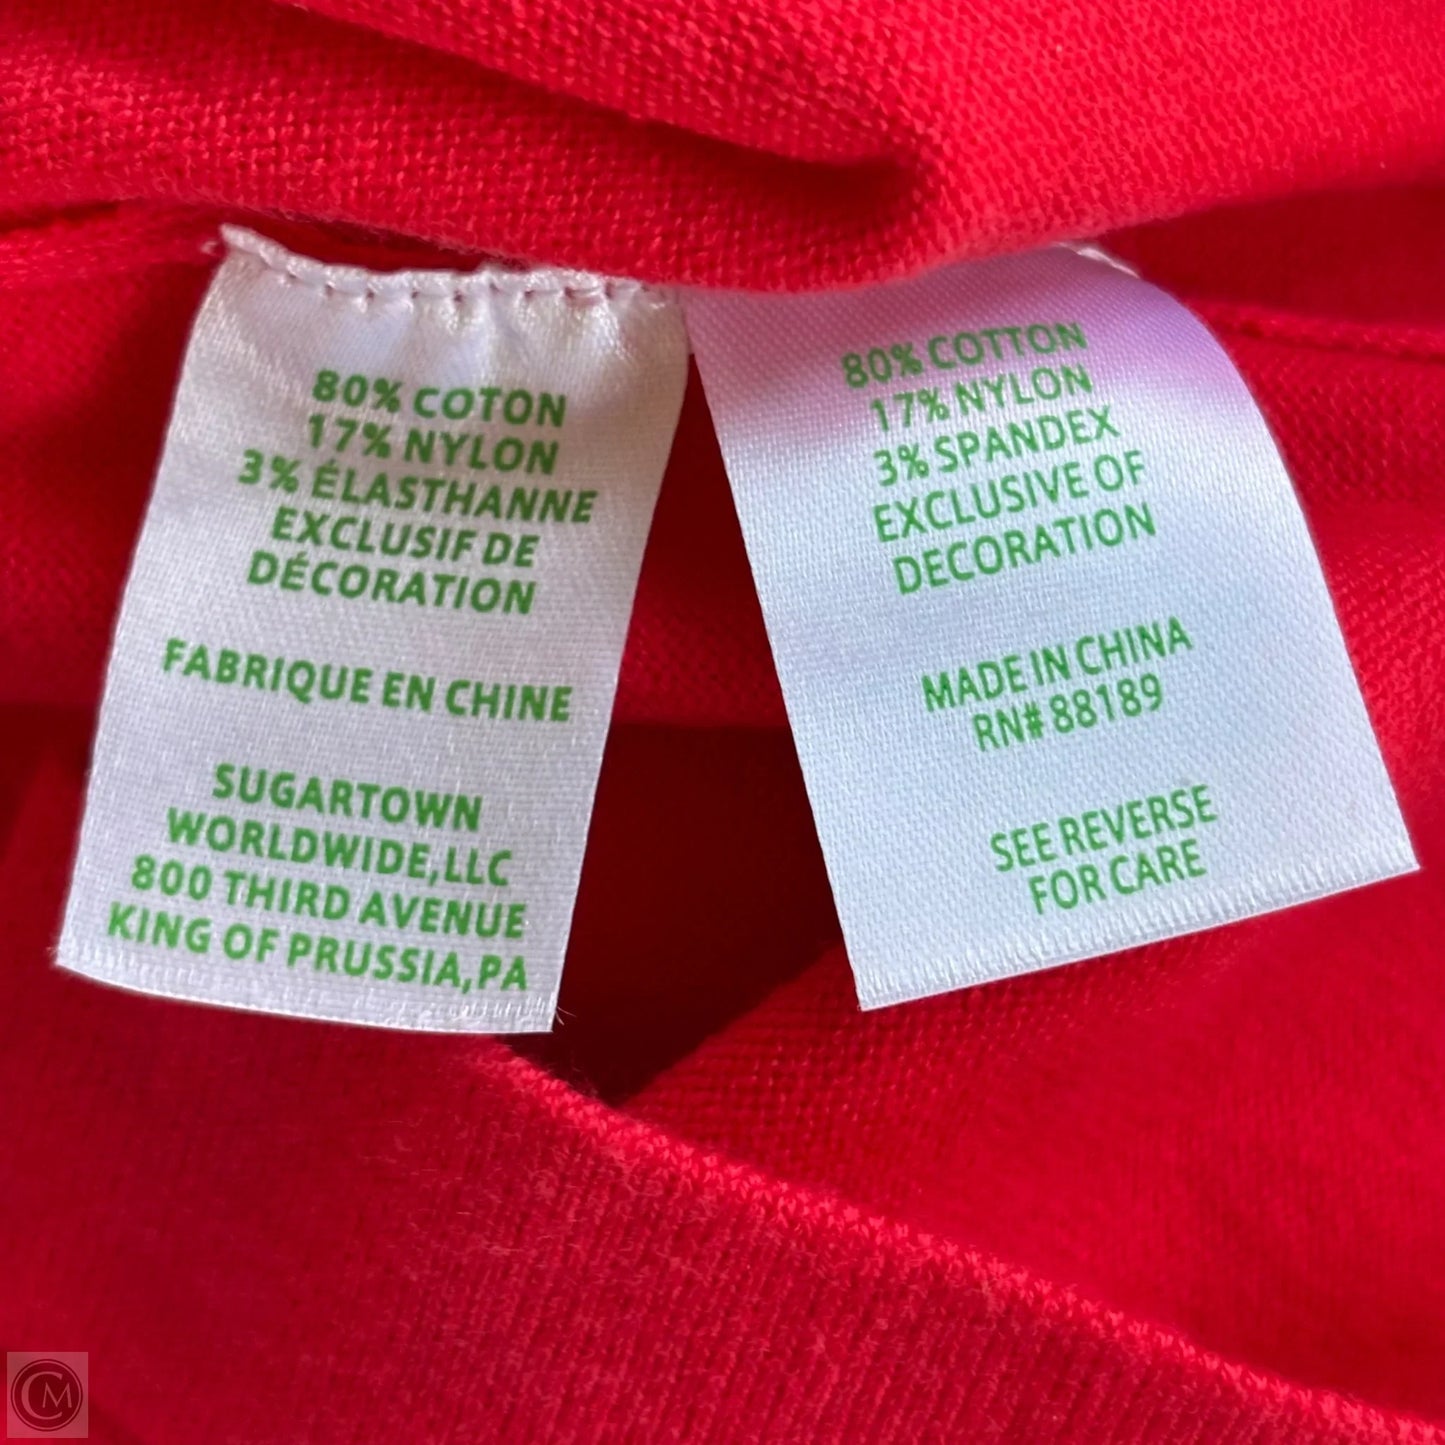 80% COTON
17% NYLON
3% ÉLASTHANNE
EXCLUSIF DE
DÉCORATION
FABRIQUE EN CHINE
SUGARTOWN
WORLDWIDE,LLC
800 THIRD AVENUE
KING OF PRUSSIA,PA
80% COTTON
17% NYLON
3% SPANDEX
EXCLUSIVE OF
DECORATION
MADE IN CHINA
RN# 88189
SEE REVERSE
FOR CARE
CM